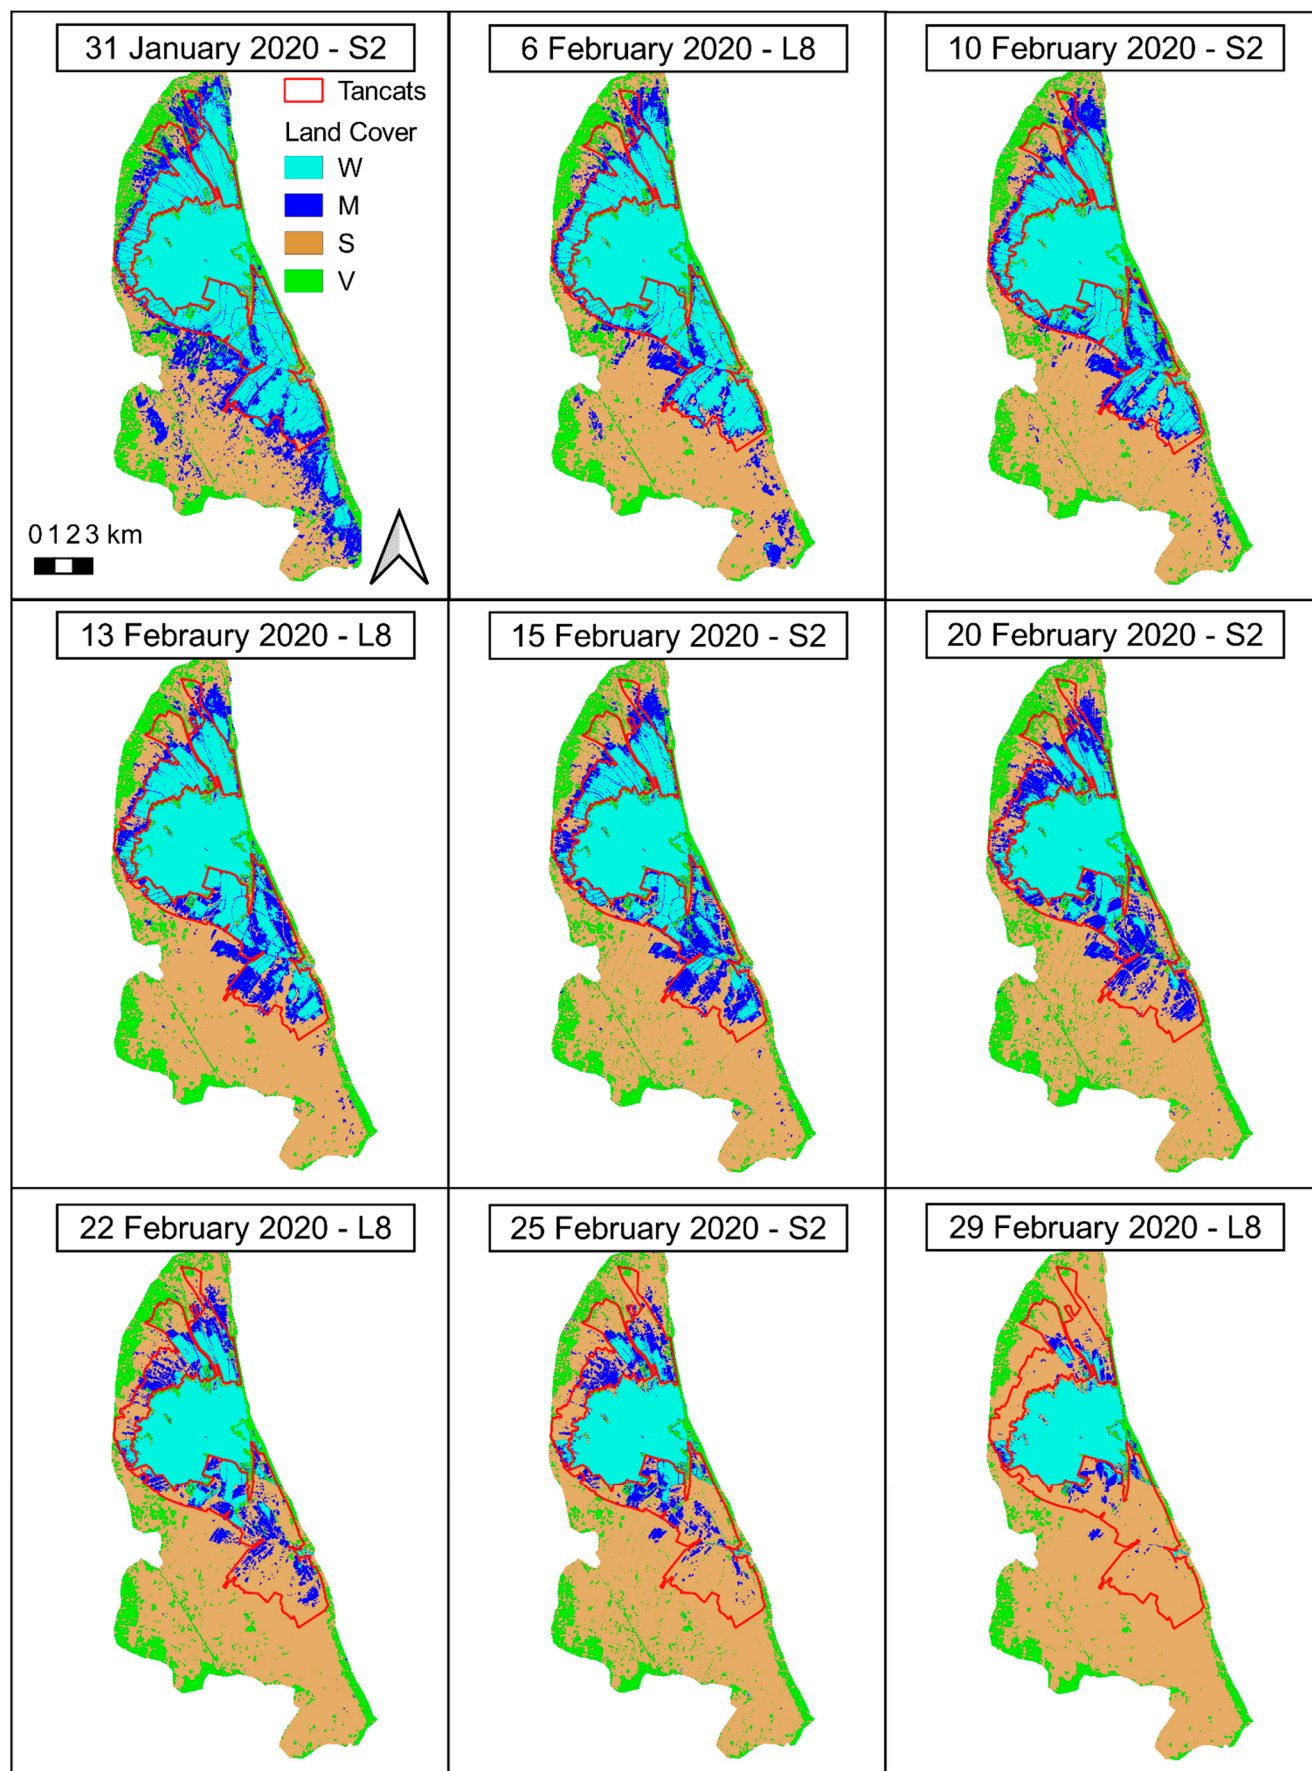 31 January 2020 - S2
Tancats
Land Cover
W
M
S
V
0 1 2 3 km
6 February 2020 - L8
10 February 2020 - S2
13 Febraury 2020 - L8
15 February 2020 - S2
20 February 2020 - S2
22 February 2020 - L8
25 February 2020 - S2
29 February 2020 - L8